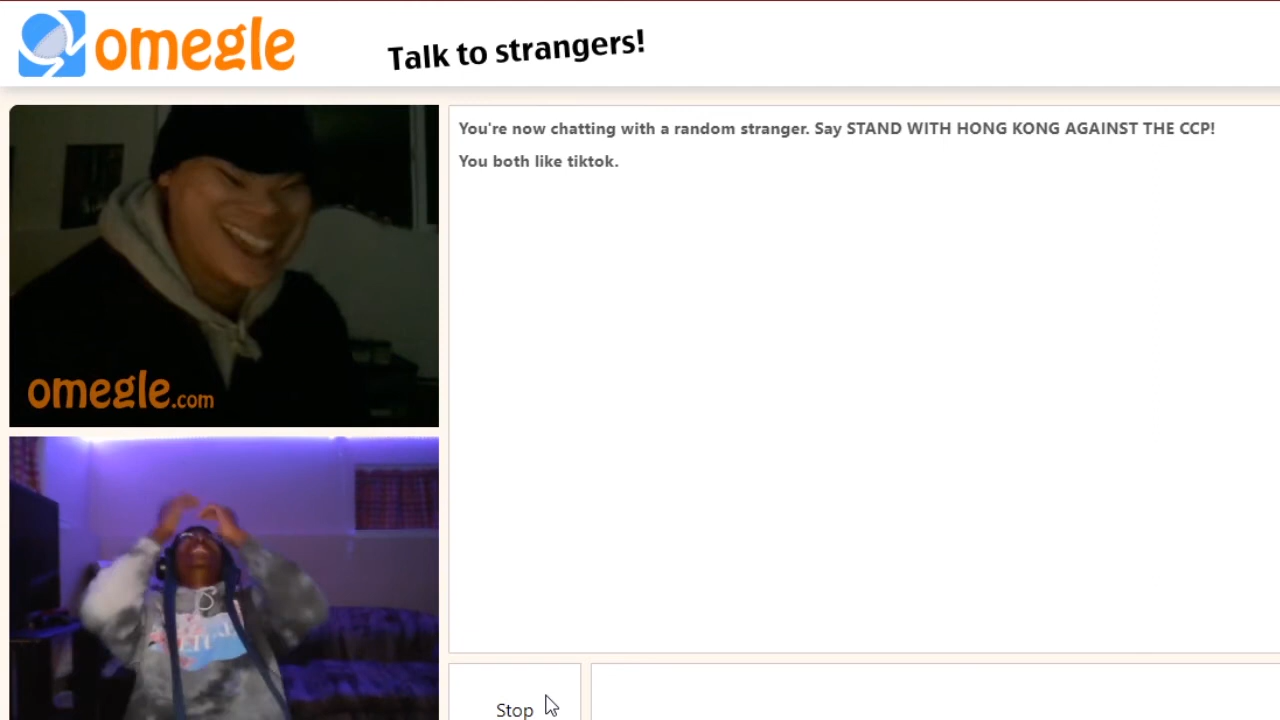 omegle
Talk to strangers!
You're now chatting with a random stranger. Say STAND WITH HONG KONG AGAINST THE CCP!
You both like tiktok.
omegle.com
Stop